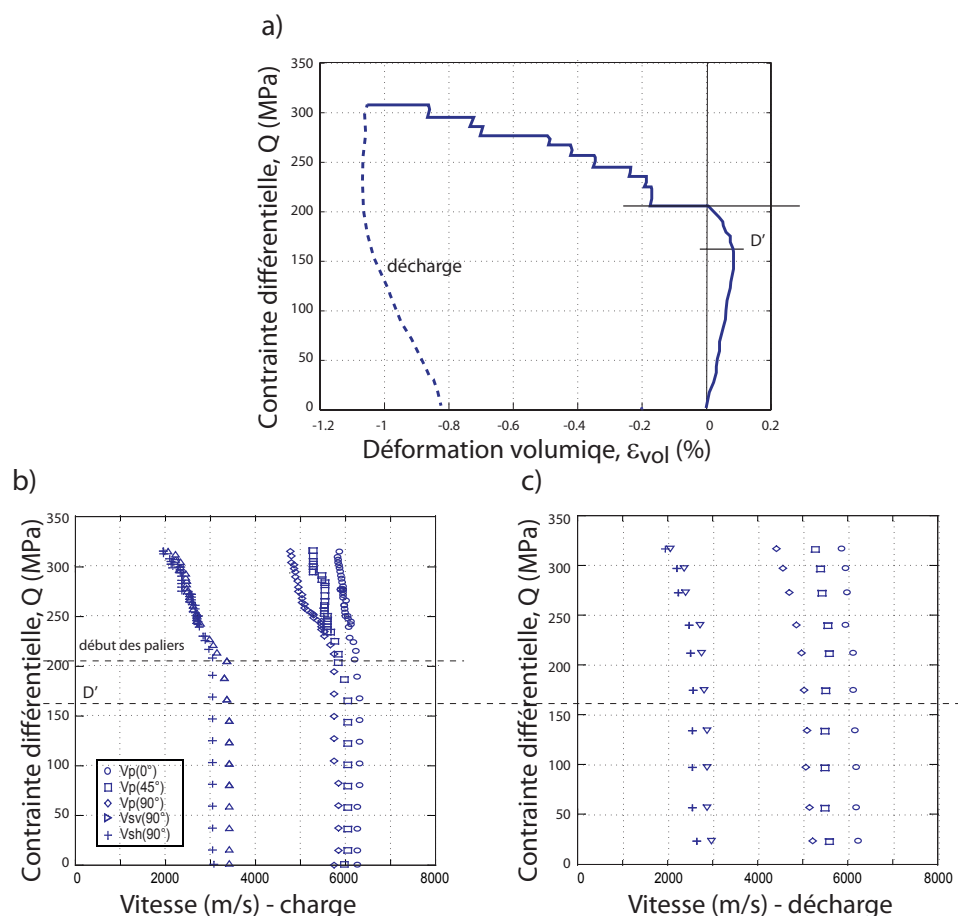 a)
Contrainte différentielle, Q (MPa)
350
300
250
200
150
100
50
0
D'
décharge
-1.2 -1 -0.8 -0.6 -0.4 -0.2 0 0.2
Déformation volumiqe, εvol (%)
b)
Contrainte différentielle, Q (MPa)
350
300
250
200
150
100
50
0
début des paliers
D'
Vp(0°)
Vp(45°)
Vp(90°)
Vsv(90°)
Vsh(90°)
0 2000 4000 6000 8000
Vitesse (m/s) - charge
c)
Contrainte différentielle, Q (MPa)
350
300
250
200
150
100
50
0
0 2000 4000 6000 8000
Vitesse (m/s) - décharge